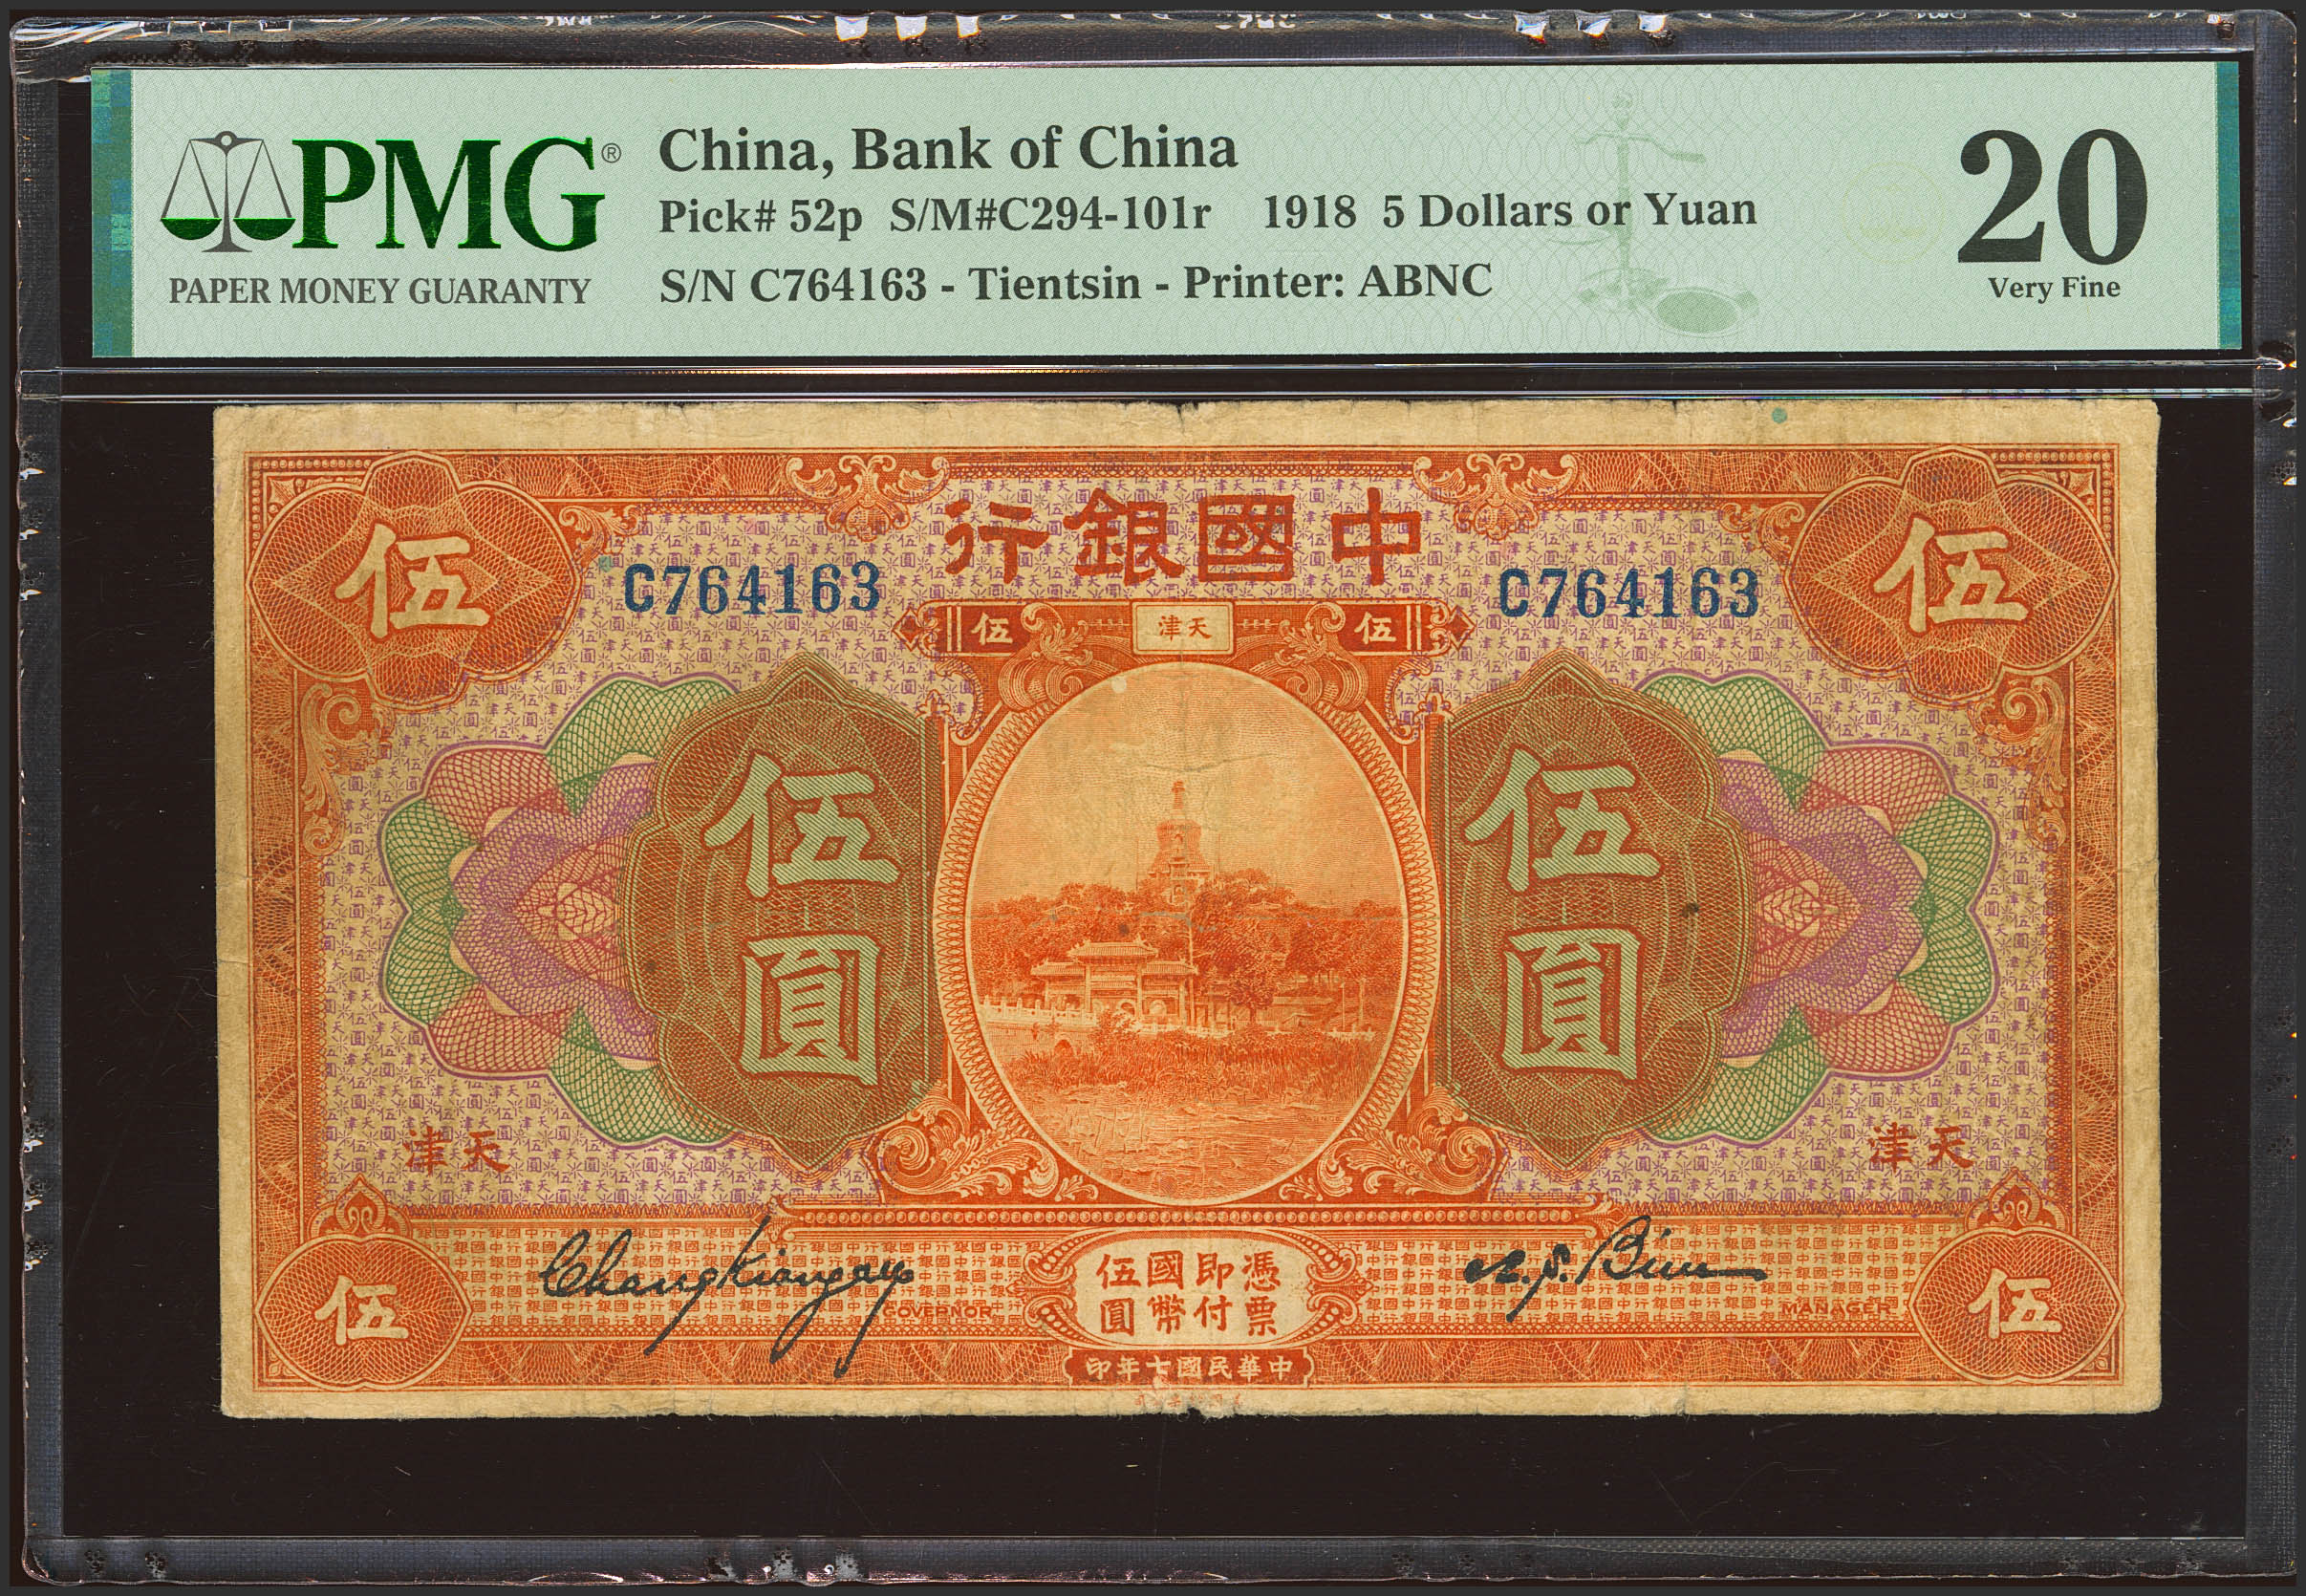 PMG®
PAPER MONEY GUARANTY
China, Bank of China
Pick# 52p S/M#C294-101r 1918 5 Dollars or Yuan
S/N C764163 - Tientsin - Printer: ABNC
20
Very Fine
伍
行銀國中
伍
C764163
C764163
伍
津天
伍
伍圓
伍圓
津天
津天
Chang Kiangau
GOVERNOR
憑票
即付
國幣
伍圓
MANAGER
伍
伍
印年七國民華中